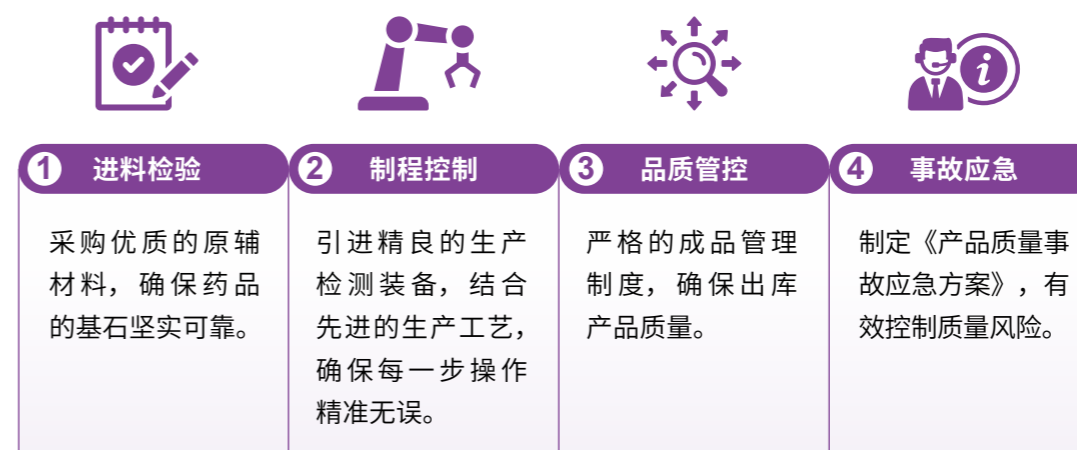 1 进料检验
采购优质的原辅
材料，确保药品
的基石坚实可靠。
2 制程控制
引进精良的生产
检测装备，结合
先进的生产工艺，
确保每一步操作
精准无误。
3 品质管控
严格的成品管理
制度，确保出库
产品质量。
i
4 事故应急
制定《产品质量事
故应急方案》，有
效控制质量风险。